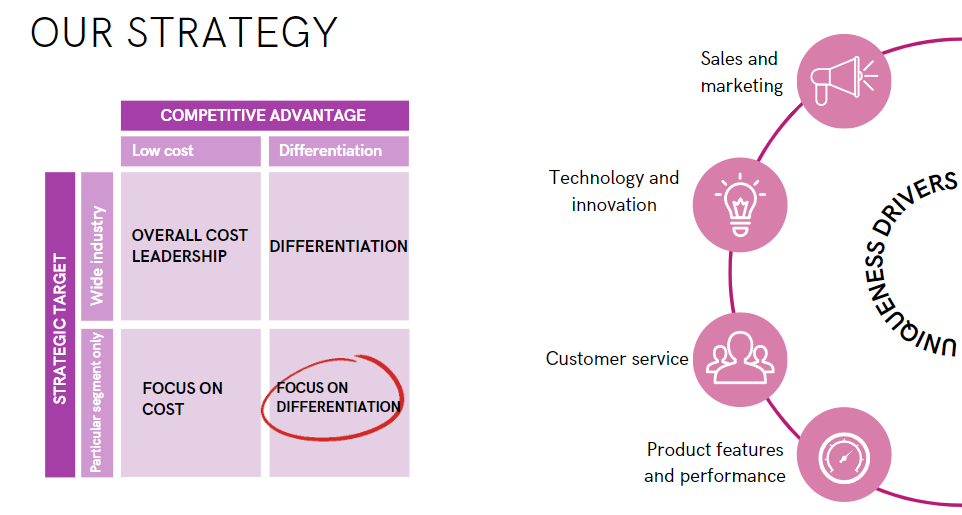 OUR STRATEGY
COMPETITIVE ADVANTAGE
Low cost
Differentiation
STRATEGIC TARGET
Wide industry
OVERALL COST
LEADERSHIP
DIFFERENTIATION
Particular segment only
FOCUS ON
COST
FOCUS ON
DIFFERENTIATION
Sales and
marketing
Technology and
innovation
Customer service
Product features
and performance
UNIQUENESS DRIVERS